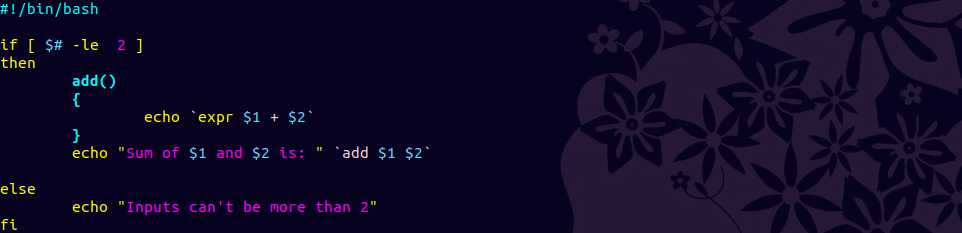 #!/bin/bash
if [ $# -le  2 ]
then
        add()
        {
                echo `expr $1 + $2`
        }
        echo "Sum of $1 and $2 is: " `add $1 $2`
else
        echo "Inputs can't be more than 2"
fi